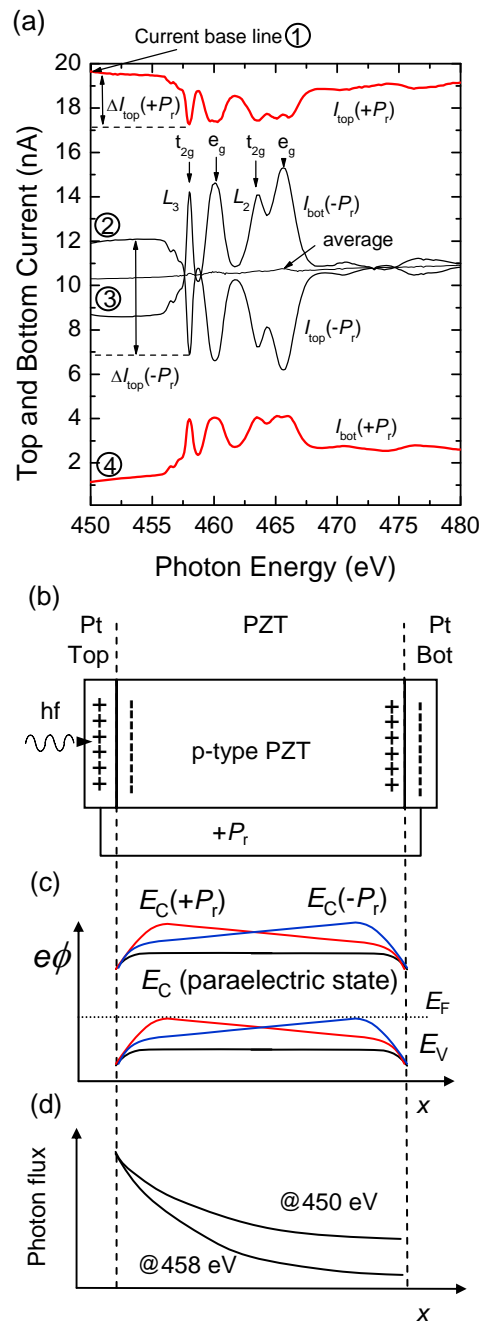 (a)
Current base line ①
20
18
16
14
12
10
8
6
4
2
Top and Bottom Current (nA)
ΔI_top(+P_r)
I_top(+P_r)
t_2g
e_g
t_2g
e_g
L_3
L_2
I_bot(-P_r)
②
average
③
I_top(-P_r)
ΔI_top(-P_r)
I_bot(+P_r)
④
450 455 460 465 470 475 480
Photon Energy (eV)
(b)
Pt PZT Pt
Top Bot
hf
+ + + + + +
p-type PZT
+ + + + + +
+P_r
(c)
eϕ
E_C(+P_r) E_C(-P_r)
E_C (paraelectric state)
E_F
E_V
x
(d)
Photon flux
@450 eV
@458 eV
x